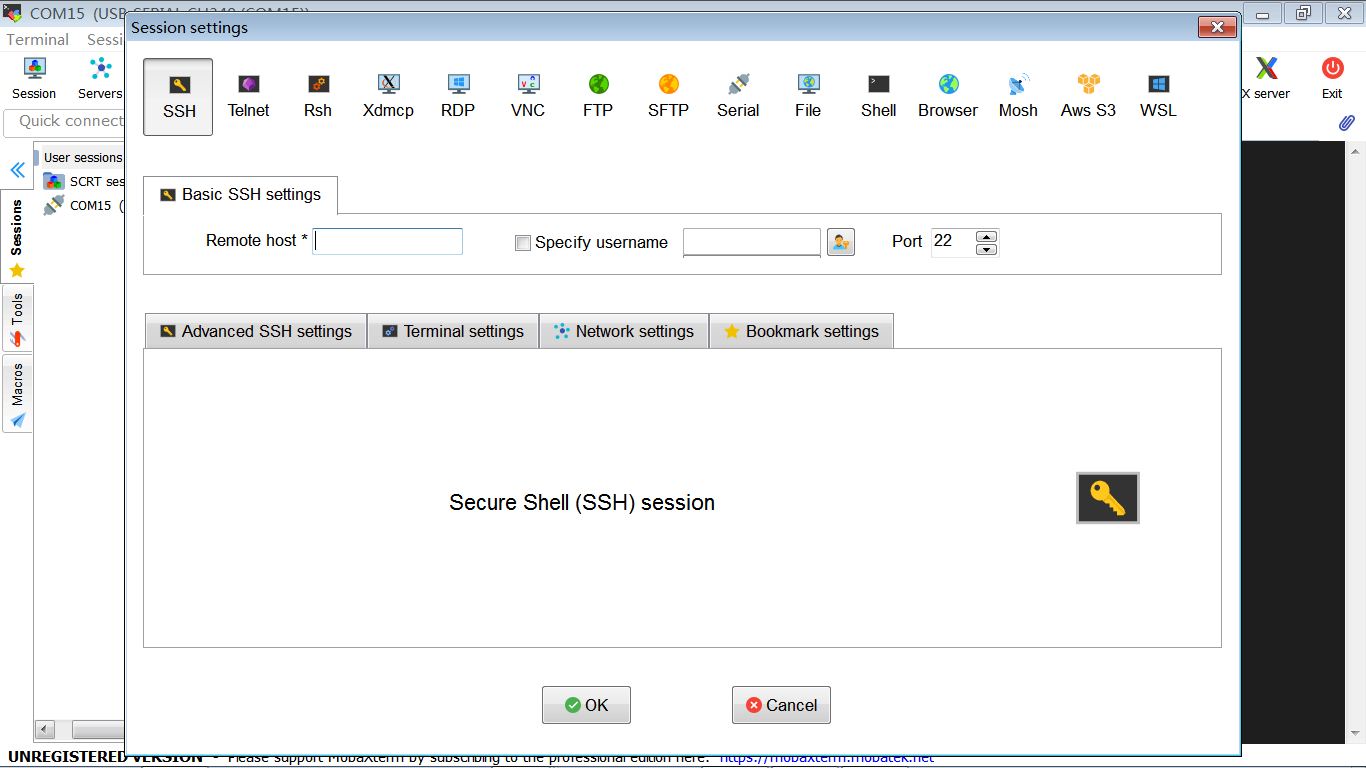 COM15 (USB-SERIAL CH340 (COM15))
Session settings
Terminal Sessi
Session Servers
SSH Telnet Rsh Xdmcp RDP VNC FTP SFTP Serial File Shell Browser Mosh Aws S3 WSL
X server Exit
Quick connect
User sessions
SCRT ses
COM15 (
Sessions
Tools
Macros
Basic SSH settings
Remote host * Specify username Port 22
Advanced SSH settings Terminal settings Network settings Bookmark settings
Secure Shell (SSH) session
OK Cancel
UNREGISTERED VERSION - Please support MobaXterm by subscribing to the professional edition here: https://mobaxterm.mobatek.net